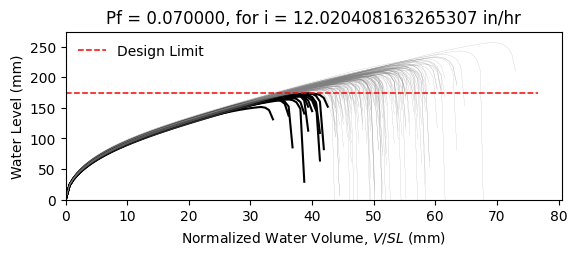 Pf = 0.070000, for i = 12.020408163265307 in/hr
Water Level (mm)
250
200
150
100
50
0
Design Limit
0 10 20 30 40 50 60 70 80
Normalized Water Volume, V/SL (mm)